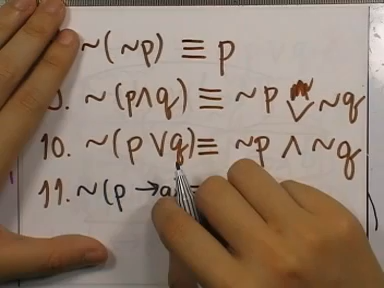 ~(~p) ≡ p
~(p∧q) ≡ ~p ∨ ~q
10. ~(p ∨ q) ≡ ~p ∧ ~q
11. ~(p →